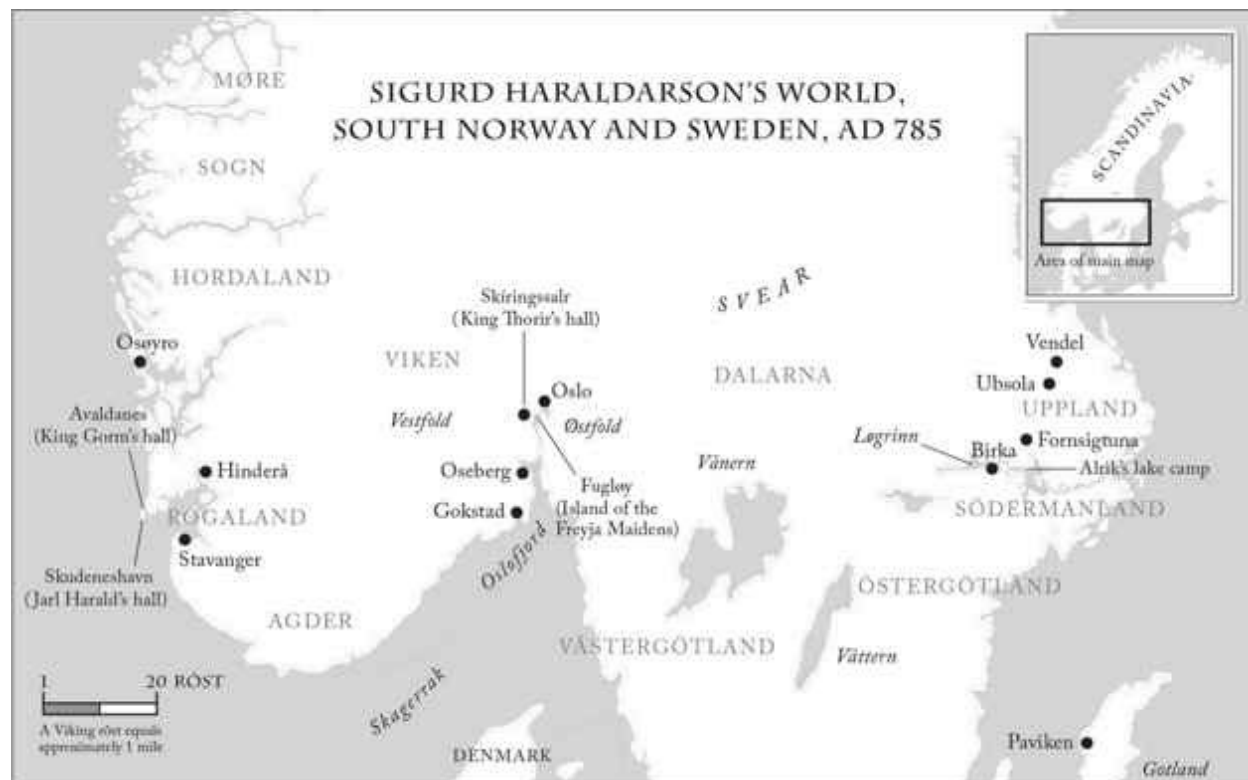 SIGURD HARALDARSON'S WORLD,
SOUTH NORWAY AND SWEDEN, AD 785
SCANDINAVIA
Area of main map
MØRE
SOGN
HORDALAND
Osøyro
Avaldanes
(King Gorm's hall)
Hinderå
ROGALAND
Stavanger
Skudeneshavn
(Jarl Harald's hall)
AGDER
Skíringssalr
(King Thorir's hall)
VIKEN
Oslo
Vestfold
Østfold
Oseberg
Gokstad
Fugløy
(Island of the
Freyja Maidens)
Oslofjord
SVEÄR
DALARNA
Vänern
Vendel
Ubsola
UPPLAND
Løgrinn
Birka
Fornsigtuna
Alrik's lake camp
SÖDERMANLAND
ÖSTERGÖTLAND
VÄSTERGÖTLAND
Vättern
Skagerrak
DENMARK
Paviken
Gotland
1 20 RÖST
A Viking röst equals
approximately 1 mile